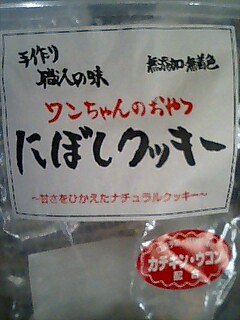 手作り
職人の味
無添加・無着色
ワンちゃんのおやつ
にぼしクッキー
～甘さをひかえたナチュラルクッキー～
カテキン・ウコン
配合